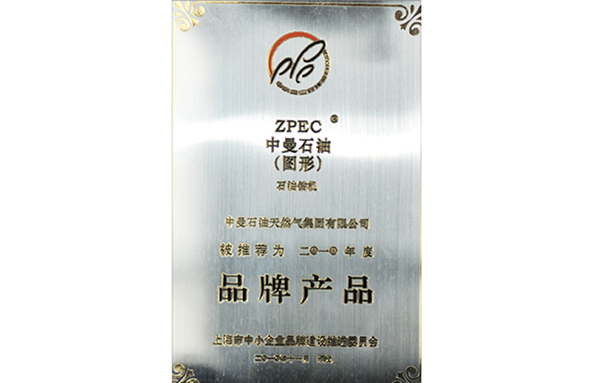 ZPEC ®
中曼石油
(图形)
石油钻机
中曼石油天然气集团有限公司
被推荐为 二〇一〇年度
品牌产品
上海市中小企业品牌建设推进委员会